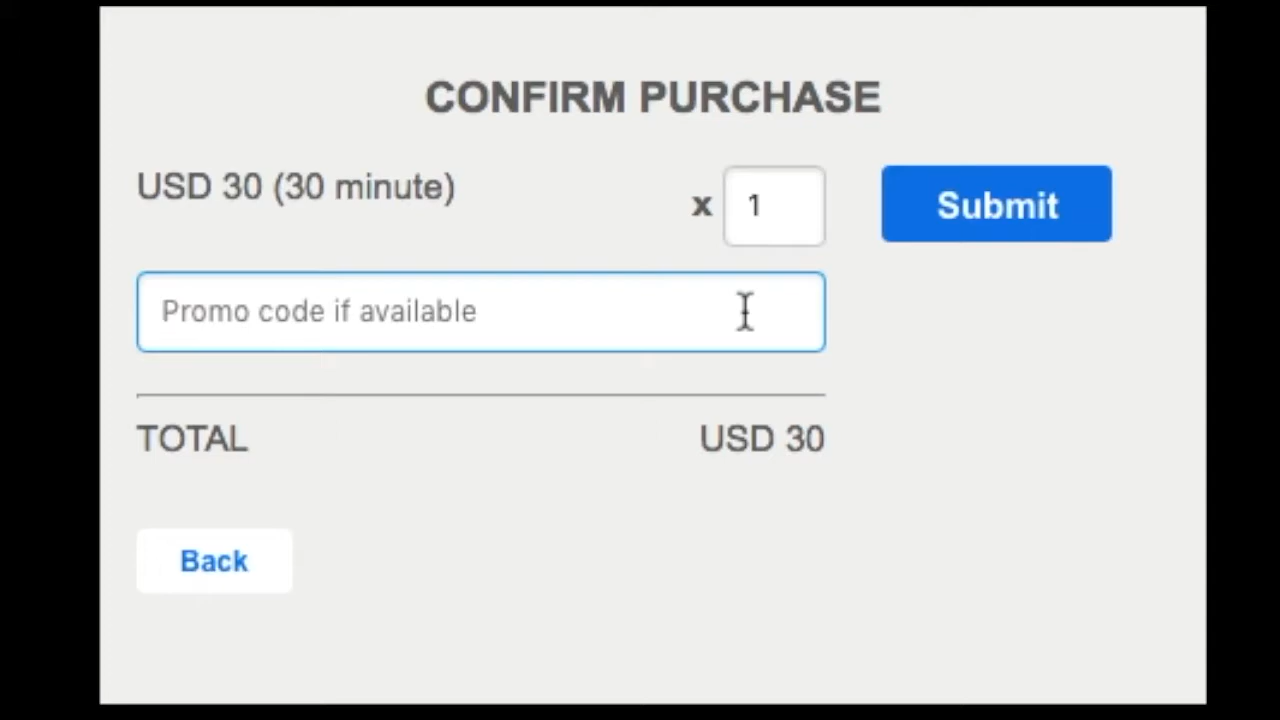 CONFIRM PURCHASE
USD 30 (30 minute) x 1 Submit
Promo code if available
TOTAL USD 30
Back